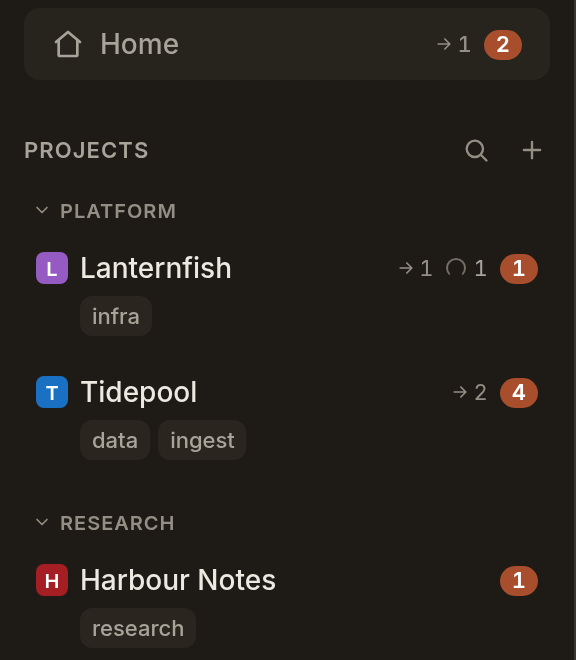 Home → 1 2
PROJECTS
PLATFORM
L Lanternfish → 1 1 1
infra
T Tidepool → 2 4
data ingest
RESEARCH
H Harbour Notes 1
research